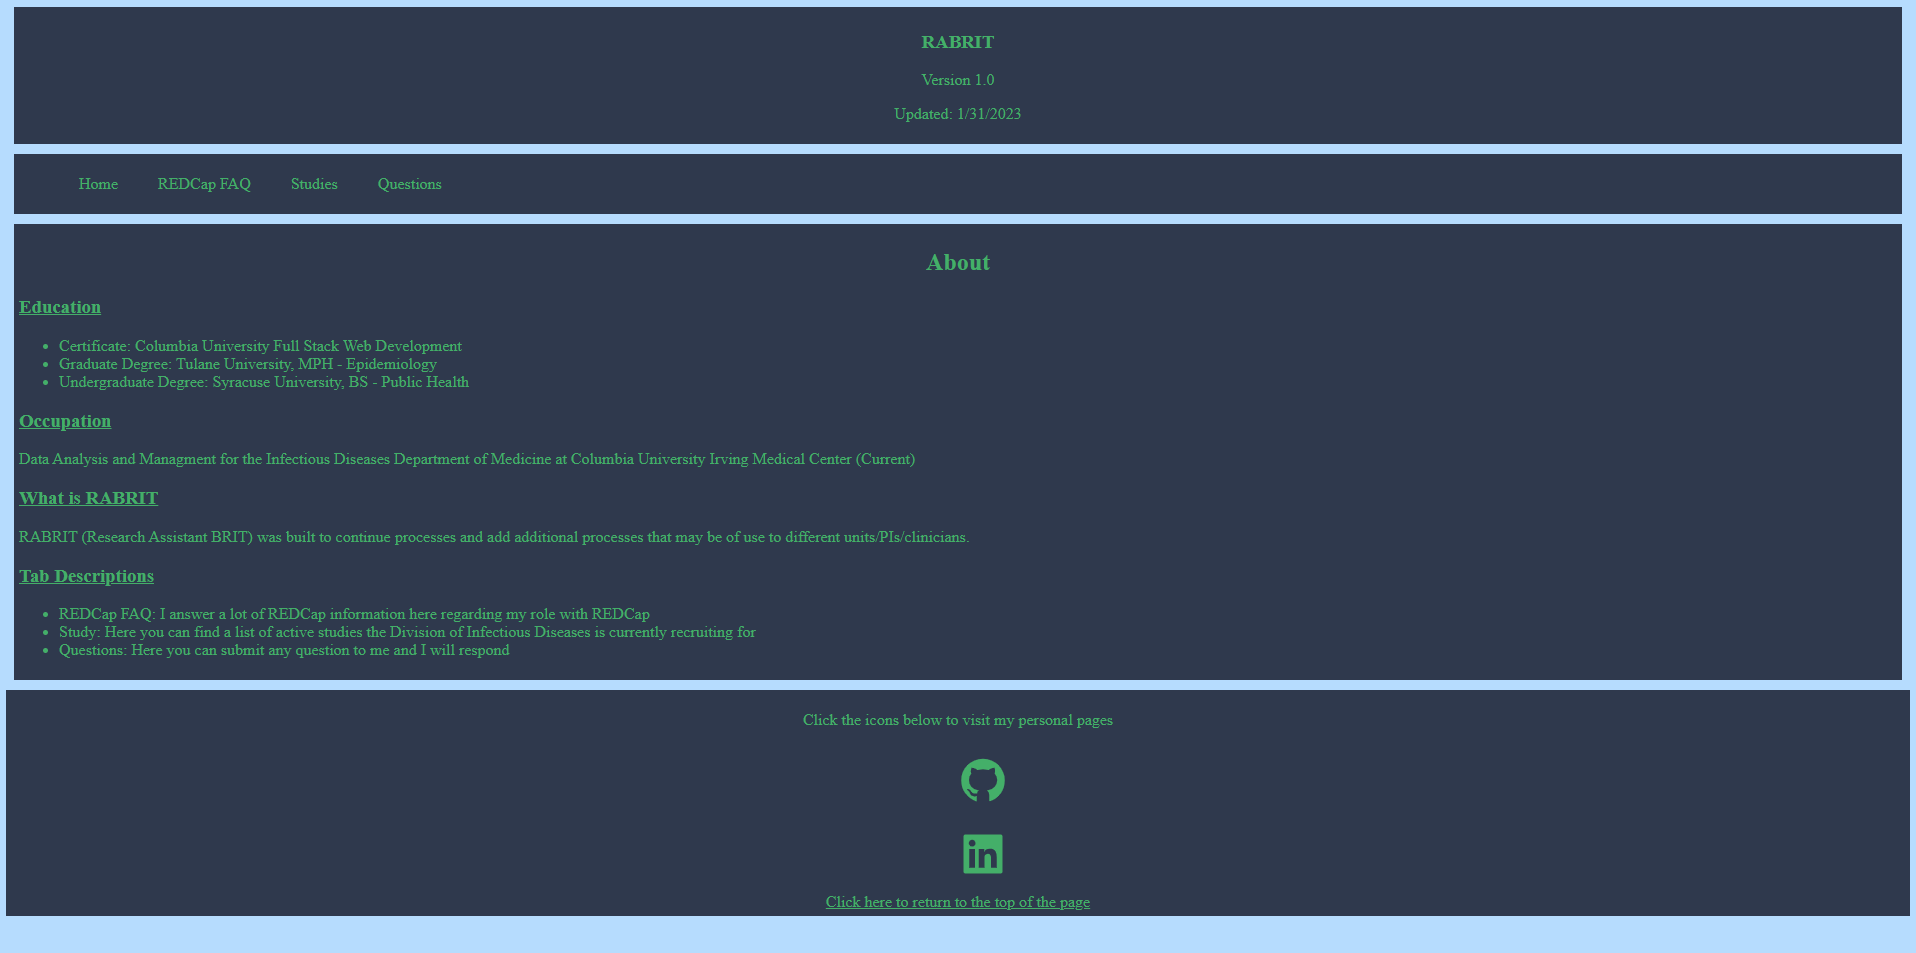 RABRIT
Version 1.0
Updated: 1/31/2023
Home REDCap FAQ Studies Questions
About
Education
• Certificate: Columbia University Full Stack Web Development
• Graduate Degree: Tulane University, MPH - Epidemiology
• Undergraduate Degree: Syracuse University, BS - Public Health
Occupation
Data Analysis and Managment for the Infectious Diseases Department of Medicine at Columbia University Irving Medical Center (Current)
What is RABRIT
RABRIT (Research Assistant BRIT) was built to continue processes and add additional processes that may be of use to different units/PIs/clinicians.
Tab Descriptions
• REDCap FAQ: I answer a lot of REDCap information here regarding my role with REDCap
• Study: Here you can find a list of active studies the Division of Infectious Diseases is currently recruiting for
• Questions: Here you can submit any question to me and I will respond
Click the icons below to visit my personal pages
in
Click here to return to the top of the page